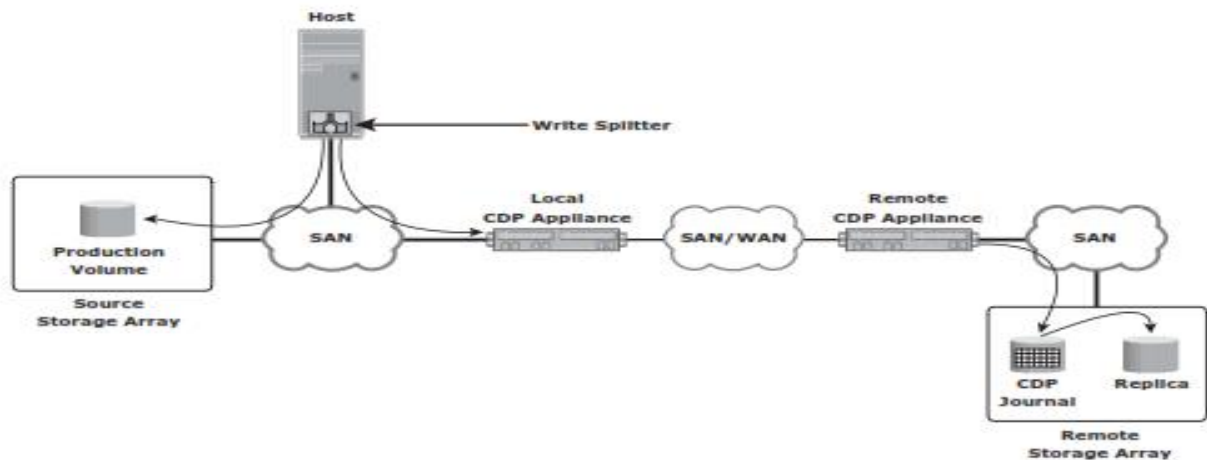 Host
Write Splitter
Local
CDP Appliance
Remote
CDP Appliance
SAN
SAN/WAN
SAN
Production
Volume
Source
Storage Array
CDP
Journal
Replica
Remote
Storage Array